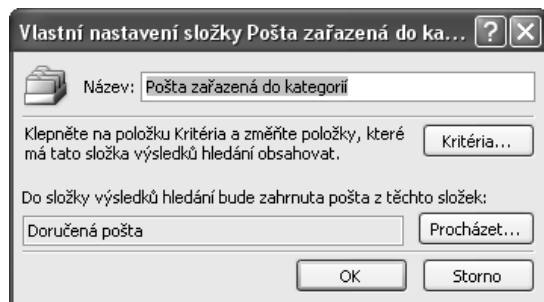 Vlastní nastavení složky Pošta zařazená do ka...
Název: Pošta zařazená do kategorií
Klepněte na položku Kritéria a změňte položky, které
má tato složka výsledků hledání obsahovat.
Kritéria...
Do složky výsledků hledání bude zahrnuta pošta z těchto složek:
Doručená pošta
Procházet...
OK Storno